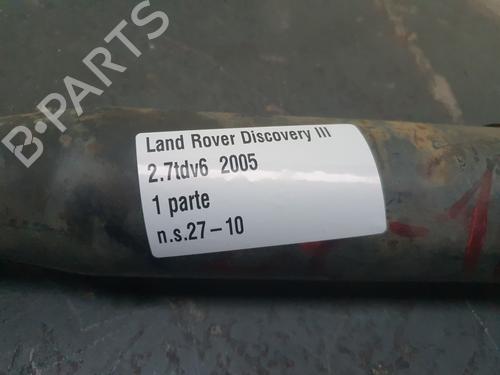 B-PARTS
Land Rover Discovery III
2.7tdv6 2005
1 parte
n.s.27-10